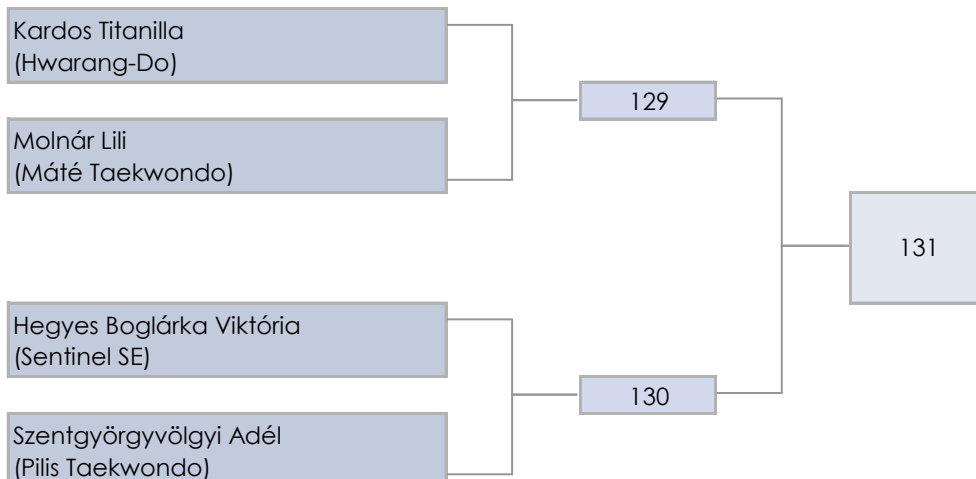 Kardos Titanilla
(Hwarang-Do)
129
Molnár Lili
(Máté Taekwondo)
131
Hegyes Boglárka Viktória
(Sentinel SE)
130
Szentgyörgyvölgyi Adél
(Pilis Taekwondo)